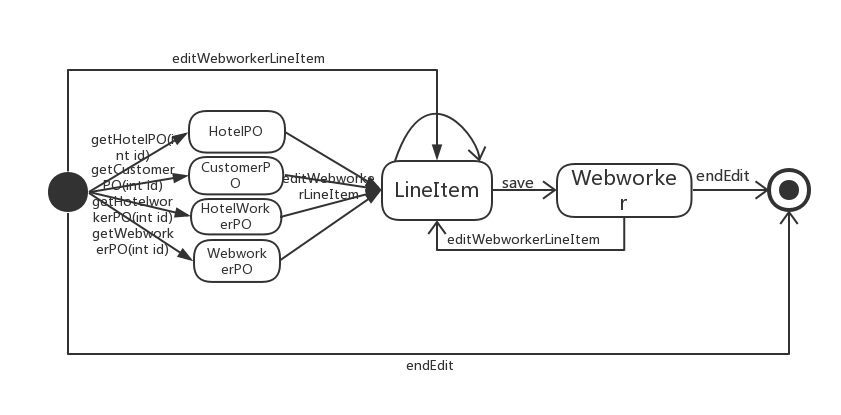 editWebworkerLineItem
getHotelPO(i
nt id)
HotelPO
getCustomer
PO(int id)
CustomerP
O
getHotelwor
kerPO(int id)
HotelWork
erPO
getWebwork
erPO(int id)
Webwork
erPO
editWebworke
rLineItem
LineItem
save
Webworke
r
endEdit
editWebworkerLineItem
endEdit